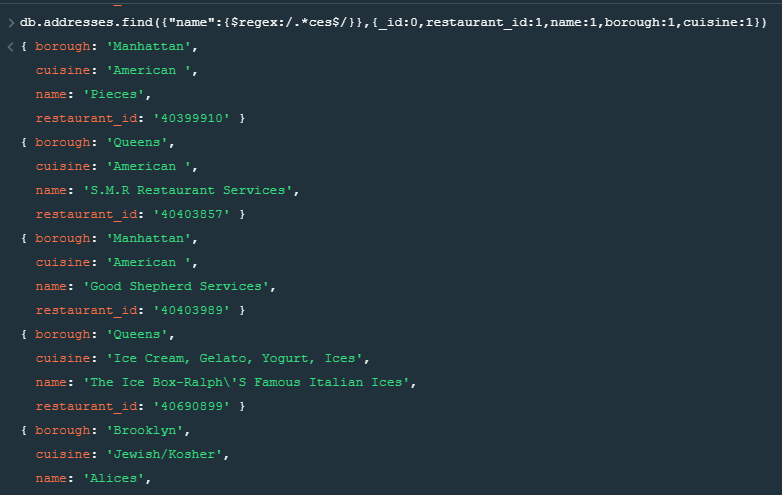 > db.addresses.find({"name":{$regex:/.*ces$/}},{_id:0,restaurant_id:1,name:1,borough:1,cuisine:1})
< { borough: 'Manhattan',
cuisine: 'American ',
name: 'Pieces',
restaurant_id: '40399910' }
{ borough: 'Queens',
cuisine: 'American ',
name: 'S.M.R Restaurant Services',
restaurant_id: '40403857' }
{ borough: 'Manhattan',
cuisine: 'American ',
name: 'Good Shepherd Services',
restaurant_id: '40403989' }
{ borough: 'Queens',
cuisine: 'Ice Cream, Gelato, Yogurt, Ices',
name: 'The Ice Box-Ralph\'S Famous Italian Ices',
restaurant_id: '40690899' }
{ borough: 'Brooklyn',
cuisine: 'Jewish/Kosher',
name: 'Alices',